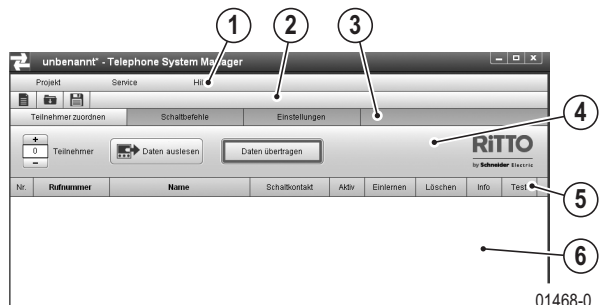 1
2
3
unbenannt* - Telephone System Manager
Projekt Service
Teilnehmer zuordnen Schaltbefehle Einstellungen
4
+
0 Teilnehmer
-
Daten auslesen
Daten übertragen
RiTTO
by Schneider Electric
Nr. Rufnummer Name Schaltkontakt Aktiv Einlernen Löschen Info Test
5
6
01468-0